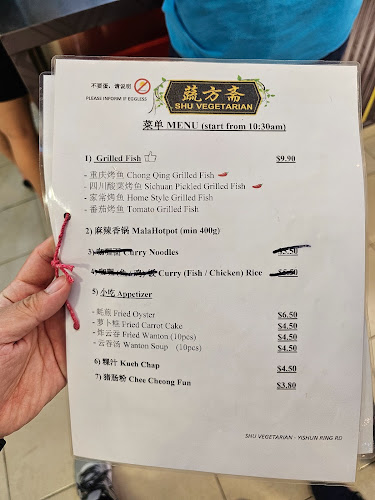 不要蛋，请说明
PLEASE INFORM IF EGGLESS
蔬方斋
SHU VEGETARIAN
菜单 MENU (start from 10:30am)
1) Grilled Fish $9.90
- 重庆烤鱼 Chong Qing Grilled Fish
- 四川酸菜烤鱼 Sichuan Pickled Grilled Fish
- 家常烤鱼 Home Style Grilled Fish
- 番茄烤鱼 Tomato Grilled Fish
2) 麻辣香锅 MalaHotpot (min 400g)
3) Curry Noodles $5.50
4) Curry (Fish / Chicken) Rice $5.50
5) 小吃 Appetizer
- 蚝煎 Fried Oyster $6.50
- 萝卜糕 Fried Carrot Cake $4.50
- 炸云吞 Fried Wanton (10pcs) $4.50
- 云吞汤 Wanton Soup (10pcs) $4.50
6) 粿汁 Kueh Chap $4.50
7) 猪肠粉 Chee Cheong Fun $3.80
SHU VEGETARIAN - YISHUN RING RD